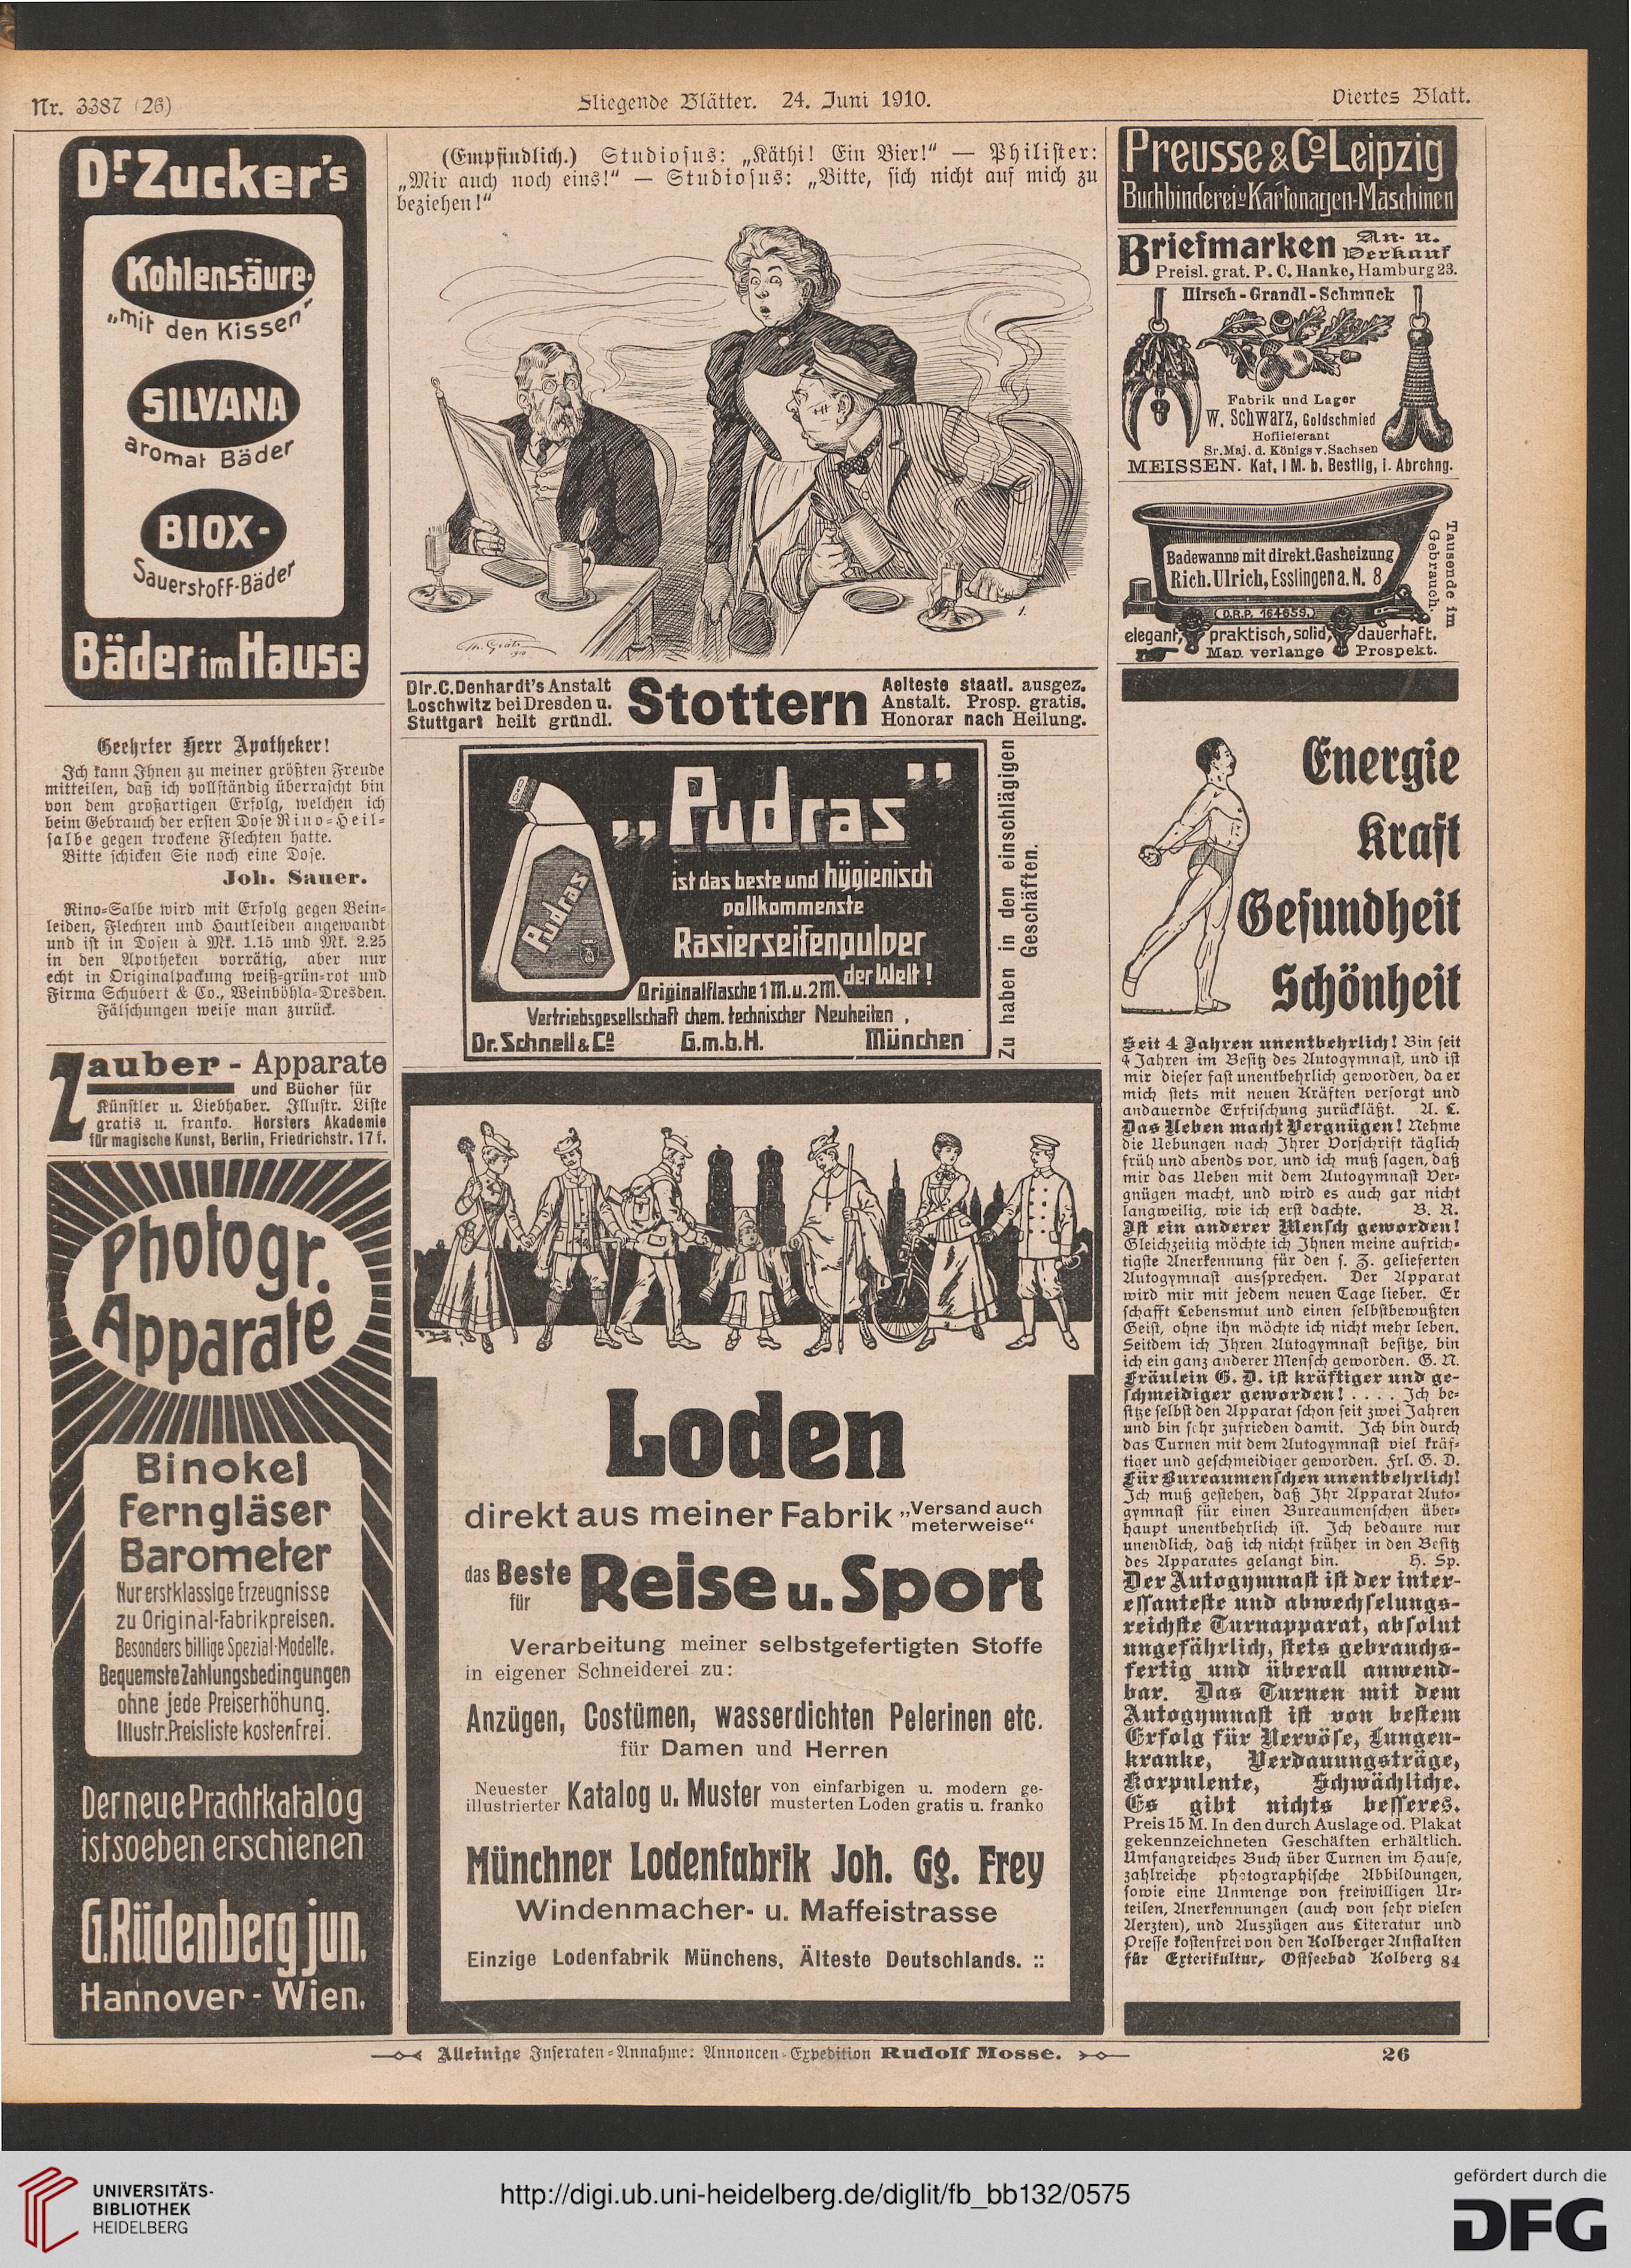 Nr. 3387 (26)
Fliegende Blätter. 24. Juni 1910.
Viertes Blatt.
Dr. Zucker's
Kohlensäure-
„mit den Kissen"
SILVANA
aromat Bäder
BIOX-
Sauerstoff-Bäder
Bäder im Hause
Geehrter Herr Apotheker!
Ich kann Ihnen zu meiner größten Freude
mitteilen, daß ich vollständig überrascht bin
von dem großartigen Erfolg, welchen ich
beim Gebrauch der ersten Dose Rino-Heil-
salbe gegen trockene Flechten hatte.
Bitte schicken Sie noch eine Dose.
Joh. Sauer.
Rino-Salbe wird mit Erfolg gegen Bein-
leiden, Flechten und Hautleiden angewandt
und ist in Dosen à Mk. 1.15 und Mk. 2.25
in den Apotheken vorrätig, aber nur
echt in Originalpackung weiß-grün-rot und
Firma Schubert & Co., Weinböhla-Dresden.
Fälschungen weise man zurück.
Zauber - Apparate
und Bücher für
Künstler u. Liebhaber. Illustr. Liste
gratis u. franko. Horsters Akademie
für magische Kunst, Berlin, Friedrichstr. 17 f.
Photogr.
Apparate
Binokel
Ferngläser
Barometer
Nur erstklassige Erzeugnisse
zu Original-Fabrikpreisen.
Besonders billige Spezial-Modelle.
Bequemste Zahlungsbedingungen
ohne jede Preiserhöhung.
Illustr. Preisliste kostenfrei.
Der neue Prachtkatalog
ist soeben erschienen
G. Rüdenberg jun.
Hannover - Wien.
(Empfindlich.) Studiosus: „Käthi! Ein Bier!" — Philister:
„Mir auch noch eins!" — Studiosus: „Bitte, sich nicht auf mich zu
beziehen!"
Dir. C. Denhardt's Anstalt
Loschwitz bei Dresden u.
Stuttgart heilt gründl.
Stottern
Aelteste staatl. ausgez.
Anstalt. Prosp. gratis.
Honorar nach Heilung.
„Pudras"
Pudras
ist das beste und hügienisch
vollkommenste
Rasierseifenpulver
der Welt!
Originalflasche 1 M. u. 2 M.
Vertriebsgesellschaft chem. technischer Neuheiten,
Dr. Schnell & Co G.m.b.H. München
Zu haben in den einschlägigen
Geschäften.
Loden
direkt aus meiner Fabrik „Versand auch
meterweise"
das Beste
für
Reise u. Sport
Verarbeitung meiner selbstgefertigten Stoffe
in eigener Schneiderei zu:
Anzügen, Costümen, wasserdichten Pelerinen etc.
für Damen und Herren
Neuester
illustrierter
Katalog u. Muster
von einfarbigen u. modern ge-
musterten Loden gratis u. franko
Münchner Lodenfabrik Joh. Gg. Frey
Windenmacher- u. Maffeistrasse
Einzige Lodenfabrik Münchens, Älteste Deutschlands. ::
Preusse & Co Leipzig
Buchbinderei u Kartonagen-Maschinen
Briefmarken An- u.
Verkauf
Preisl. grat. P. C. Hanke, Hamburg 23.
Hirsch-Grandl-Schmuck
Fabrik und Lager
W. Schwarz, Goldschmied
Hoflieferant
Sr. Maj. d. Königs v. Sachsen
MEISSEN. Kat. I M. b. Bestllg. i. Abrchng.
Badewanne mit direkt. Gasheizung
Rich. Ulrich, Esslingen a. N. 8
D.R.P. 164659.
Tausende im
Gebrauch.
elegant, praktisch, solid, dauerhaft.
Man verlange Prospekt.
Energie
Kraft
Gesundheit
Schönheit
Seit 4 Jahren unentbehrlich! Bin seit
4 Jahren im Besitz des Autogymnast, und ist
mir dieser fast unentbehrlich geworden, da er
mich stets mit neuen Kräften versorgt und
andauernde Erfrischung zurückläßt. A. L.
Das Ueben macht Vergnügen! Nehme
die Uebungen nach Ihrer Vorschrift täglich
früh und abends vor, und ich muß sagen, daß
mir das Ueben mit dem Autogymnast Ver-
gnügen macht, und wird es auch gar nicht
langweilig, wie ich erst dachte. B. R.
Ist ein anderer Mensch geworden!
Gleichzeitig möchte ich Ihnen meine aufrich-
tigste Anerkennung für den s. Z. gelieferten
Autogymnast aussprechen. Der Apparat
wird mir mit jedem neuen Tage lieber. Er
schafft Lebensmut und einen selbstbewußten
Geist, ohne ihn möchte ich nicht mehr leben.
Seitdem ich Ihren Autogymnast besitze, bin
ich ein ganz anderer Mensch geworden. G. N.
Fräulein G. D. ist kräftiger und ge-
schmeidiger geworden! .... Ich be-
sitze selbst den Apparat schon seit zwei Jahren
und bin sehr zufrieden damit. Ich bin durch
das Turnen mit dem Autogymnast viel kräf-
tiger und geschmeidiger geworden. Frl. G. D.
Für Bureaumenschen unentbehrlich!
Ich muß gestehen, daß Ihr Apparat Auto-
gymnast für einen Bureaumenschen über-
haupt unentbehrlich ist. Ich bedaure nur
unendlich, daß ich nicht früher in den Besitz
des Apparates gelangt bin. H. Sp.
Der Autogymnast ist der inter-
essanteste und abwechselungs-
reichste Turnapparat, absolut
ungefährlich, stets gebrauchs-
fertig und überall anwend-
bar. Das Turnen mit dem
Autogymnast ist von bestem
Erfolg für Nervöse, Lungen-
kranke, Verdauungsträge,
Korpulente, Schwächliche.
Es gibt nichts besseres.
Preis 15 M. In den durch Auslage od. Plakat
gekennzeichneten Geschäften erhältlich.
Umfangreiches Buch über Turnen im Hause,
zahlreiche photographische Abbildungen,
sowie eine Unmenge von freiwilligen Ur-
teilen, Anerkennungen (auch von sehr vielen
Aerzten), und Auszügen aus Literatur und
Presse kostenfrei von den Kolberger Anstalten
für Exterikultur, Ostseebad Kolberg 84
Alleinige Inseraten-Annahme: Annoncen-Expedition Rudolf Mosse.
26
UNIVERSITÄTS-
BIBLIOTHEK
HEIDELBERG
http://digi.ub.uni-heidelberg.de/diglit/fb_bb132/0575
gefördert durch die
DFG